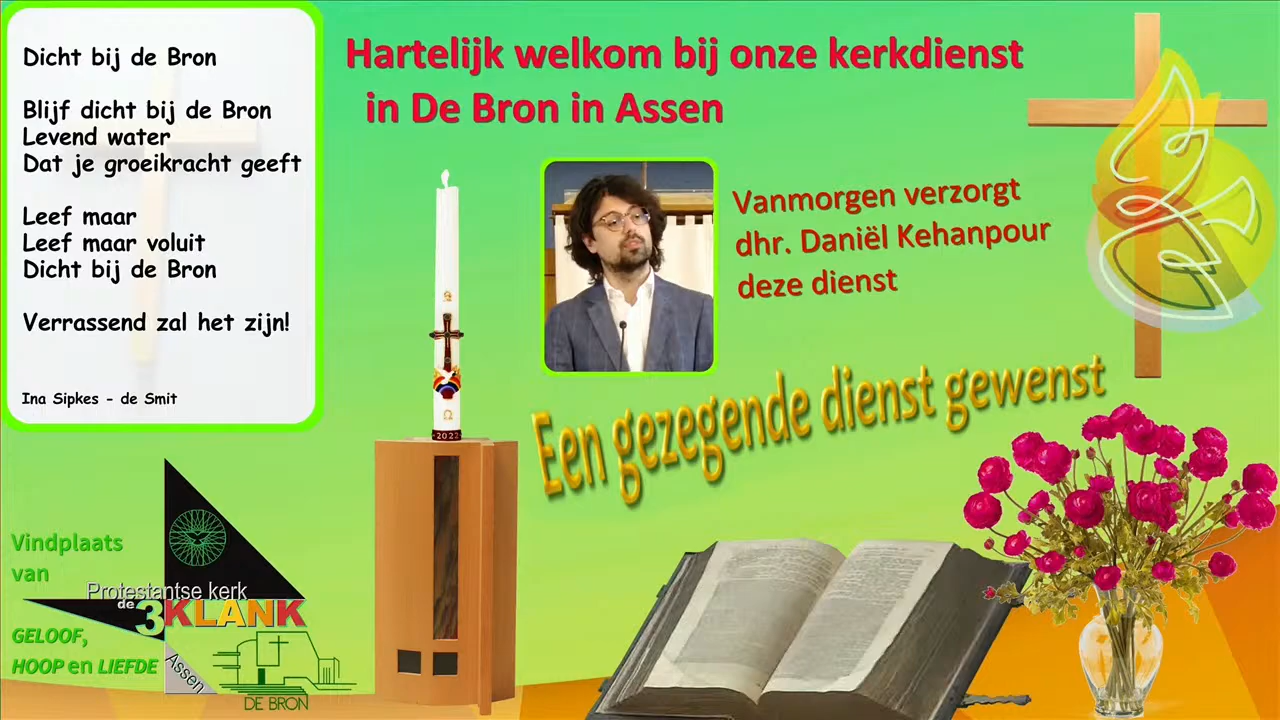 Dicht bij de Bron
Blijf dicht bij de Bron
Levend water
Dat je groeikracht geeft
Leef maar
Leef maar voluit
Dicht bij de Bron
Verrassend zal het zijn!
Ina Sipkes - de Smit
Hartelijk welkom bij onze kerkdienst
in De Bron in Assen
Vanmorgen verzorgt
dhr. Daniël Kehanpour
deze dienst
Een gezegende dienst gewenst
2022
Vindplaats
van
Protestantse kerk
de 3KLANK
GELOOF,
HOOP en LIEFDE
Assen
DE BRON